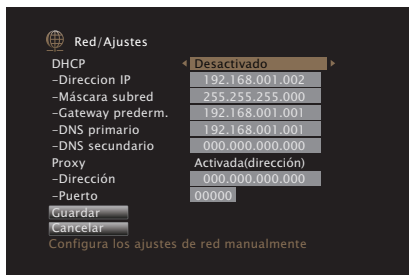 Red/Ajustes
DHCP Desactivado
–Direccion IP 192.168.001.002
–Máscara subred 255.255.255.000
–Gateway prederm. 192.168.001.001
–DNS primario 192.168.001.001
–DNS secundario 000.000.000.000
Proxy Activada(dirección)
–Dirección 000.000.000.000
–Puerto 00000
Guardar
Cancelar
Configura los ajustes de red manualmente